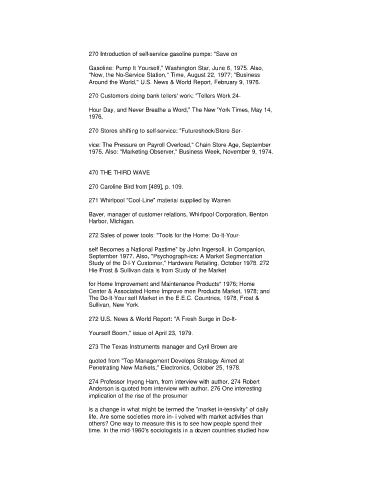 270 Introduction of self-service gasoline pumps: "Save on
Gasoline: Pump It Yourself," Washington Star, June 6, 1975. Also,
"Now, the No-Service Station," Time, August 22, 1977; "Business
Around the World," U.S. News & World Report, February 9, 1976.
270 Customers doing bank tellers' work: "Tellers Work 24-
Hour Day, and Never Breathe a Word," The New 'York Times, May 14,
1976.
270 Stores shifting to self-service: "Futureshock/Store Ser-
vice: The Pressure on Payroll Overload," Chain Store Age, September
1975. Also: "Marketing Observer," Business Week, November 9, 1974.
470 THE THIRD WAVE
270 Caroline Bird from [489], p. 109.
271 Whirlpool "Cool-Line" material supplied by Warren
Baver, manager of customer relations, Whirlpool Corporation, Benton
Harbor, Michigan.
272 Sales of power tools: "Tools for the Home: Do-It-Your-
self Becomes a National Pastime" by John Ingersoll, in Companion,
September 1977. Also, "Psychograph-ics: A Market Segmentation
Study of the D-I-Y Customer," Hardware Retailing, October 1978. 272
Hie Frost & Sullivan data is from Study of the Market
for Home Improvement and Maintenance Products" 1976; Home
Center & Associated Home Improve men Products Market, 1978; and
The Do-It-Your self Market in the E.E.C. Countries, 1978, Frost &
Sullivan, New York.
272 U.S. News & World Report: "A Fresh Surge in Do-It-
Yourself Boom," issue of April 23, 1979.
273 The Texas Instruments manager and Cyril Brown are
quoted from "Top Management Develops Strategy Aimed at
Penetrating New Markets," Electronics, October 25, 1978.
274 Professor Inyong Ham, from interview with author. 274 Robert
Anderson is quoted from interview with author. 276 One interesting
implication of the rise of the prosumer
is a change in what might be termed the "market in-tensivity" of daily
life. Are some societies more in- i volved with market activities than
others? One way to measure this is to see how people spend their
time. In the mid-1960's sociologists in a dozen countries studied how